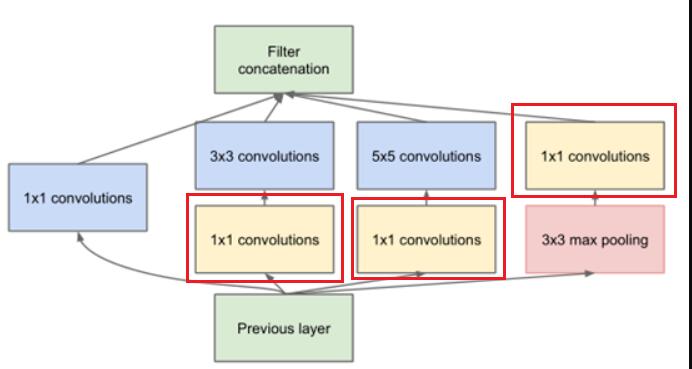 Filter
concatenation
3x3 convolutions
5x5 convolutions
1x1 convolutions
1x1 convolutions
1x1 convolutions
1x1 convolutions
3x3 max pooling
Previous layer